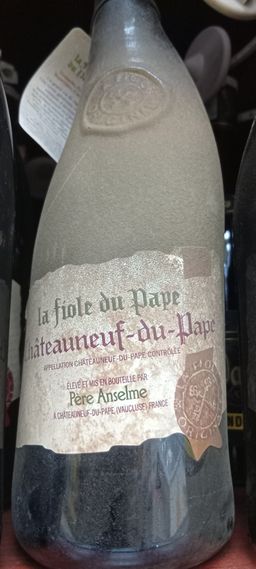 la fiole du Pape
Châteauneuf-du-Pape
APPELLATION CHÂTEAUNEUF-DU-PAPE CONTRÔLÉE
ÉLEVÉ ET MIS EN BOUTEILLE PAR
Père Anselme
A CHÂTEAUNEUF-DU-PAPE, (VAUCLUSE) FRANCE